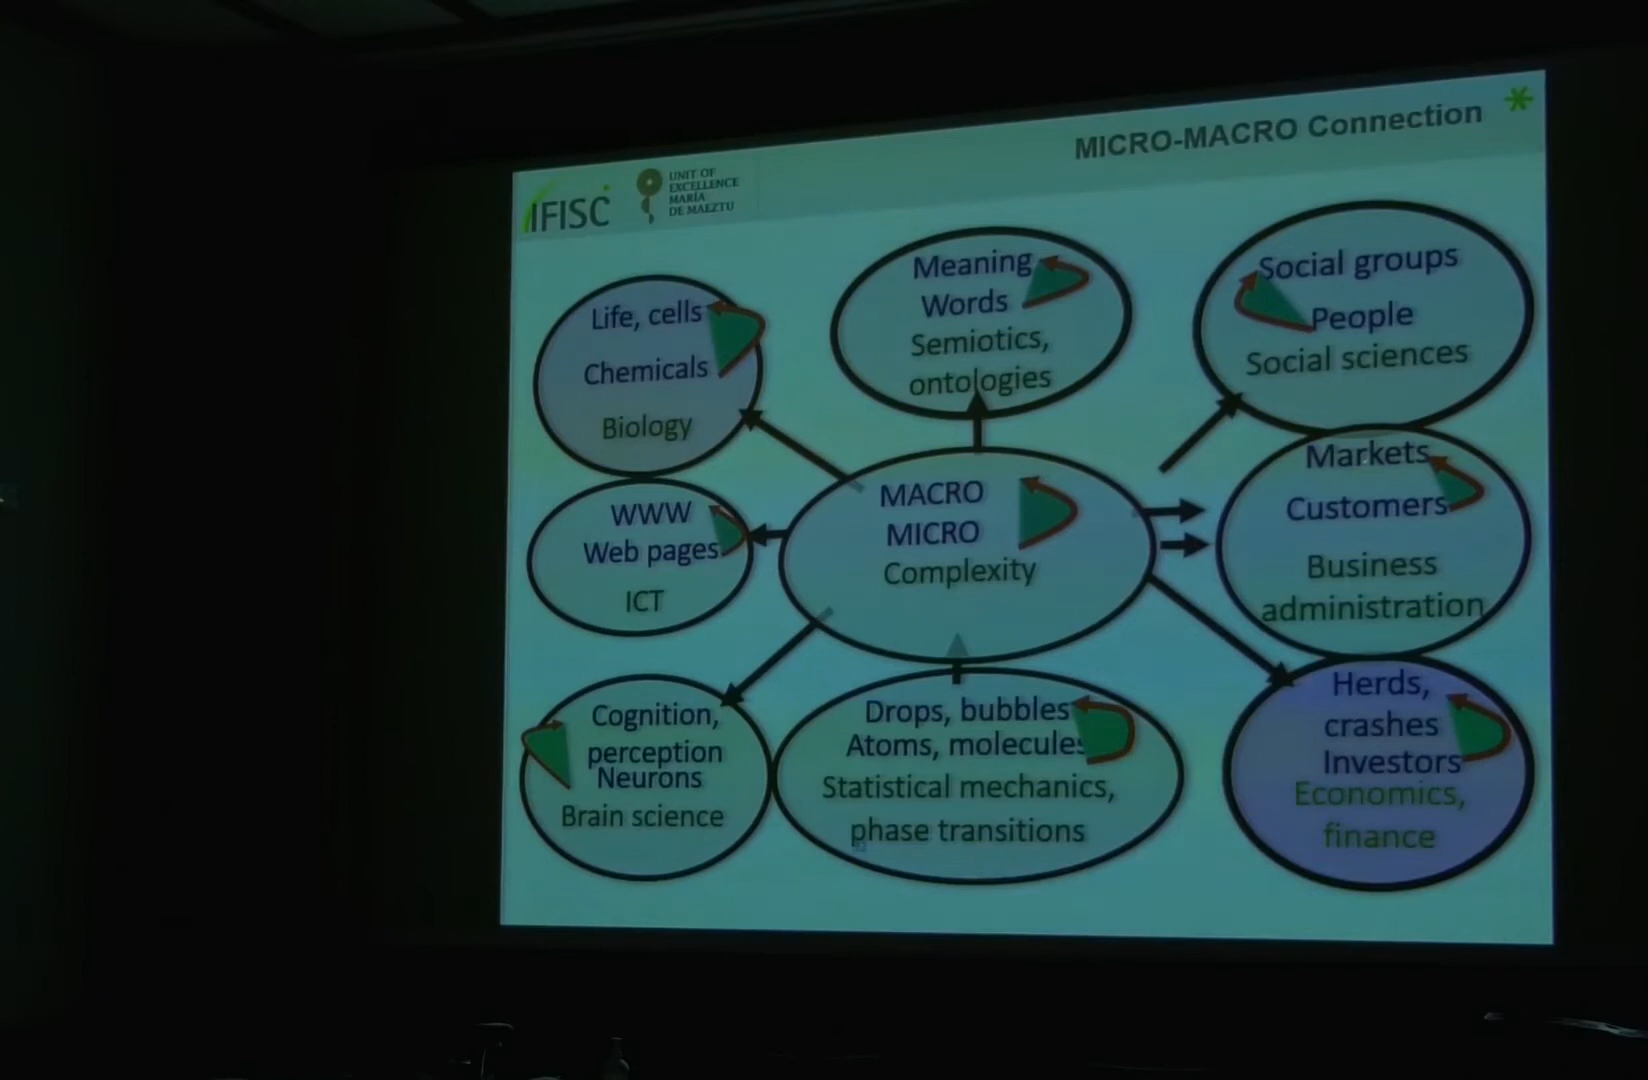 MICRO-MACRO Connection
IFISC
UNIT OF
EXCELLENCE
MARÍA
DE MAEZTU
Life, cells
Chemicals
Biology
Meaning
Words
Semiotics,
ontologies
Social groups
People
Social sciences
WWW
Web pages
ICT
MACRO
MICRO
Complexity
Markets
Customers
Business
administration
Cognition,
perception
Neurons
Brain science
Drops, bubbles
Atoms, molecules
Statistical mechanics,
phase transitions
Herds,
crashes
Investors
Economics,
finance